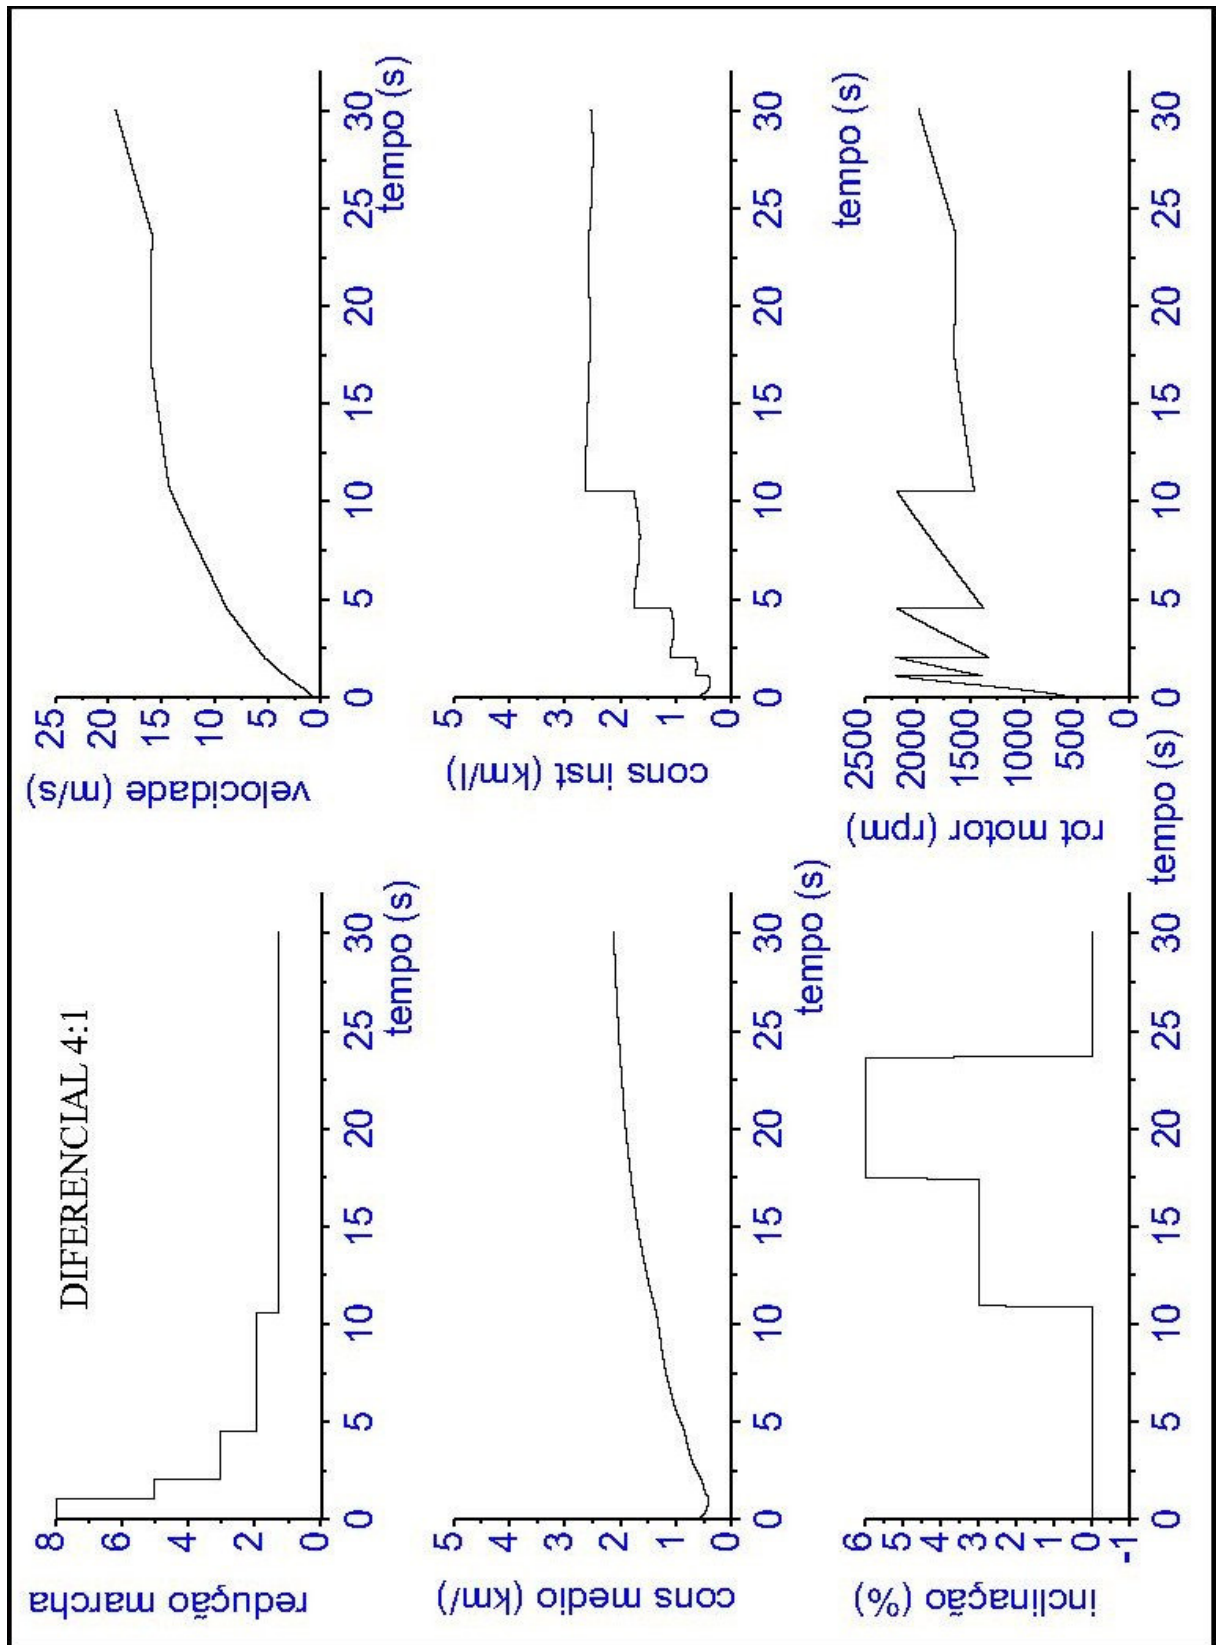 DIFERENCIAL 4:1
redução marcha
8
6
4
2
0
0 5 10 15 20 25 30
tempo (s)
velocidade (m/s)
25
20
15
10
5
0
0 5 10 15 20 25 30
tempo (s)
cons medio (km/)
5
4
3
2
1
0
0 5 10 15 20 25 30
tempo (s)
cons inst (km/l)
5
4
3
2
1
0
0 5 10 15 20 25 30
tempo (s)
inclinação (%)
6
5
4
3
2
1
-1
0 5 10 15 20 25 30
tempo (s)
rot motor (rpm)
2500
2000
1500
1000
500
0
0 5 10 15 20 25 30
tempo (s)